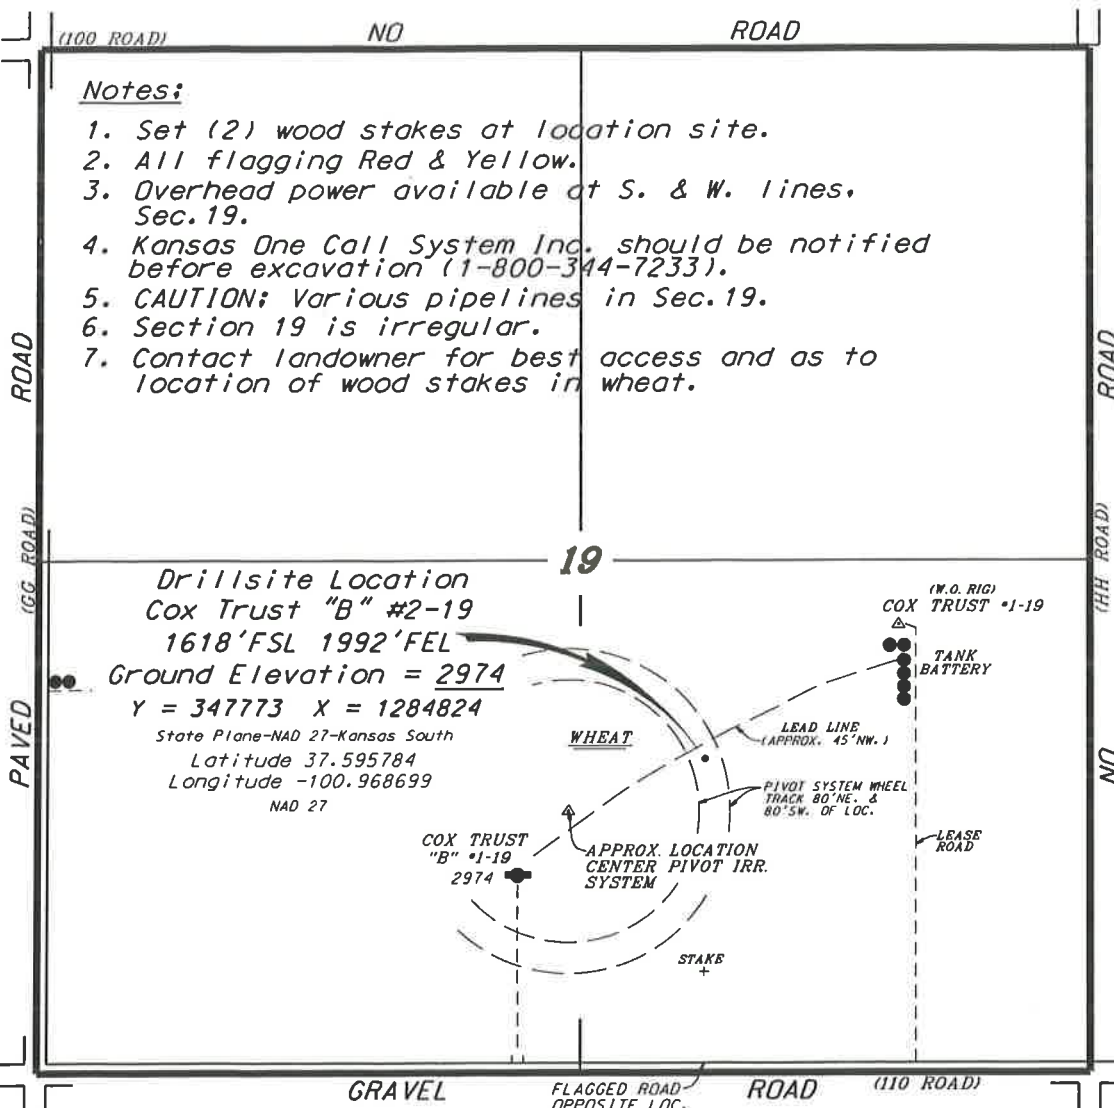 (100 ROAD) NO ROAD
Notes:
1. Set (2) wood stakes at location site.
2. All flagging Red & Yellow.
3. Overhead power available at S. & W. lines,
Sec. 19.
4. Kansas One Call System Inc. should be notified
before excavation (1-800-344-7233).
5. CAUTION; Various pipelines in Sec. 19.
6. Section 19 is irregular.
7. Contact landowner for best access and as to
location of wood stakes in wheat.
ROAD
ROAD
(GG ROAD)
(HH ROAD)
PAVED
NO
19
Drillsite Location
Cox Trust "B" #2-19
1618'FSL 1992'FEL
Ground Elevation = 2974
Y = 347773 X = 1284824
State Plane-NAD 27-Kansas South
Latitude 37.595784
Longitude -100.968699
NAD 27
(W.O. RIG)
COX TRUST #1-19
TANK
BATTERY
WHEAT
LEAD LINE
(APPROX. 45'NW.)
PIVOT SYSTEM WHEEL
TRACK 80'NE. &
80'SW. OF LOC.
COX TRUST
"B" #1-19
2974
APPROX. LOCATION
CENTER PIVOT IRR.
SYSTEM
LEASE
ROAD
STAKE
GRAVEL ROAD (110 ROAD)
FLAGGED ROAD
OPPOSITE LOC.